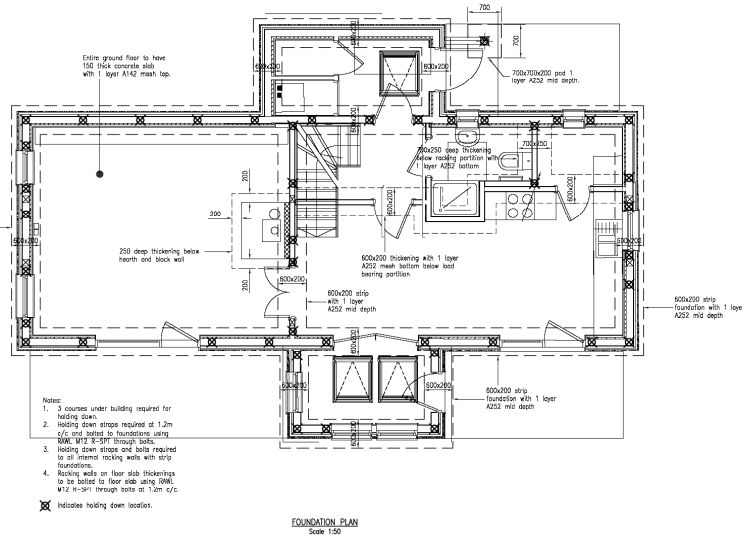 700
700
Entire ground floor to have
150 thick concrete slab
with 1 layer A142 mesh top.
600x200
600x200
600x200
700x700x200 pad 1
layer A252 mid depth.
600x200
700x250 deep thickening
below racking partition with
1 layer A252 bottom
700x250
200
200
600x200
600x200
600x200
600x200
250 deep thickening below
hearth and block wall
600x200 thickening with 1 layer
A252 mesh bottom below load
bearing partition
200
600x200
600x200 strip
with 1 layer
A252 mid depth
600x200 strip
foundation with 1 laye
A252 mid depth
600x200
600x200
600x200
600x200 strip
foundation with 1 layer
A252 mid depth
600x200
Notes:
1. 3 courses under building required for
holding down.
2. Holding down straps required at 1.2m
c/c and bolted to foundations using
RAWL M12 R-SPT through bolts.
3. Holding down straps and bolts required
to all internal racking walls with strip
foundations.
4. Racking walls on floor slab thickenings
to be bolted to floor slab using RAWL
M12 R-SPT through bolts at 1.2m c/c.
Indicates holding down location.
FOUNDATION PLAN
Scale 1:50